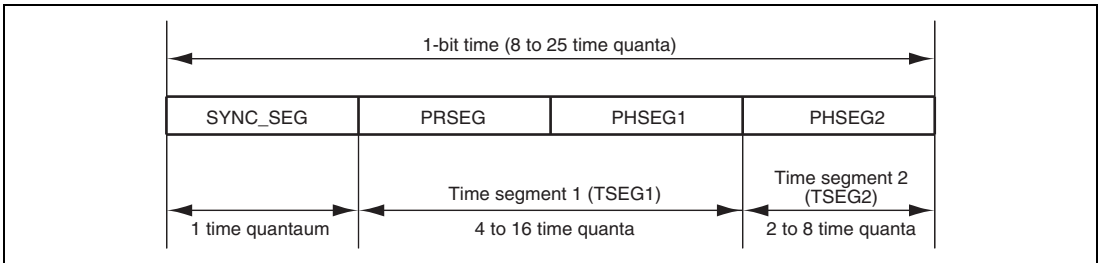 1-bit time (8 to 25 time quanta)
SYNC_SEG PRSEG PHSEG1 PHSEG2
Time segment 1 (TSEG1)
Time segment 2
(TSEG2)
1 time quantaum 4 to 16 time quanta 2 to 8 time quanta